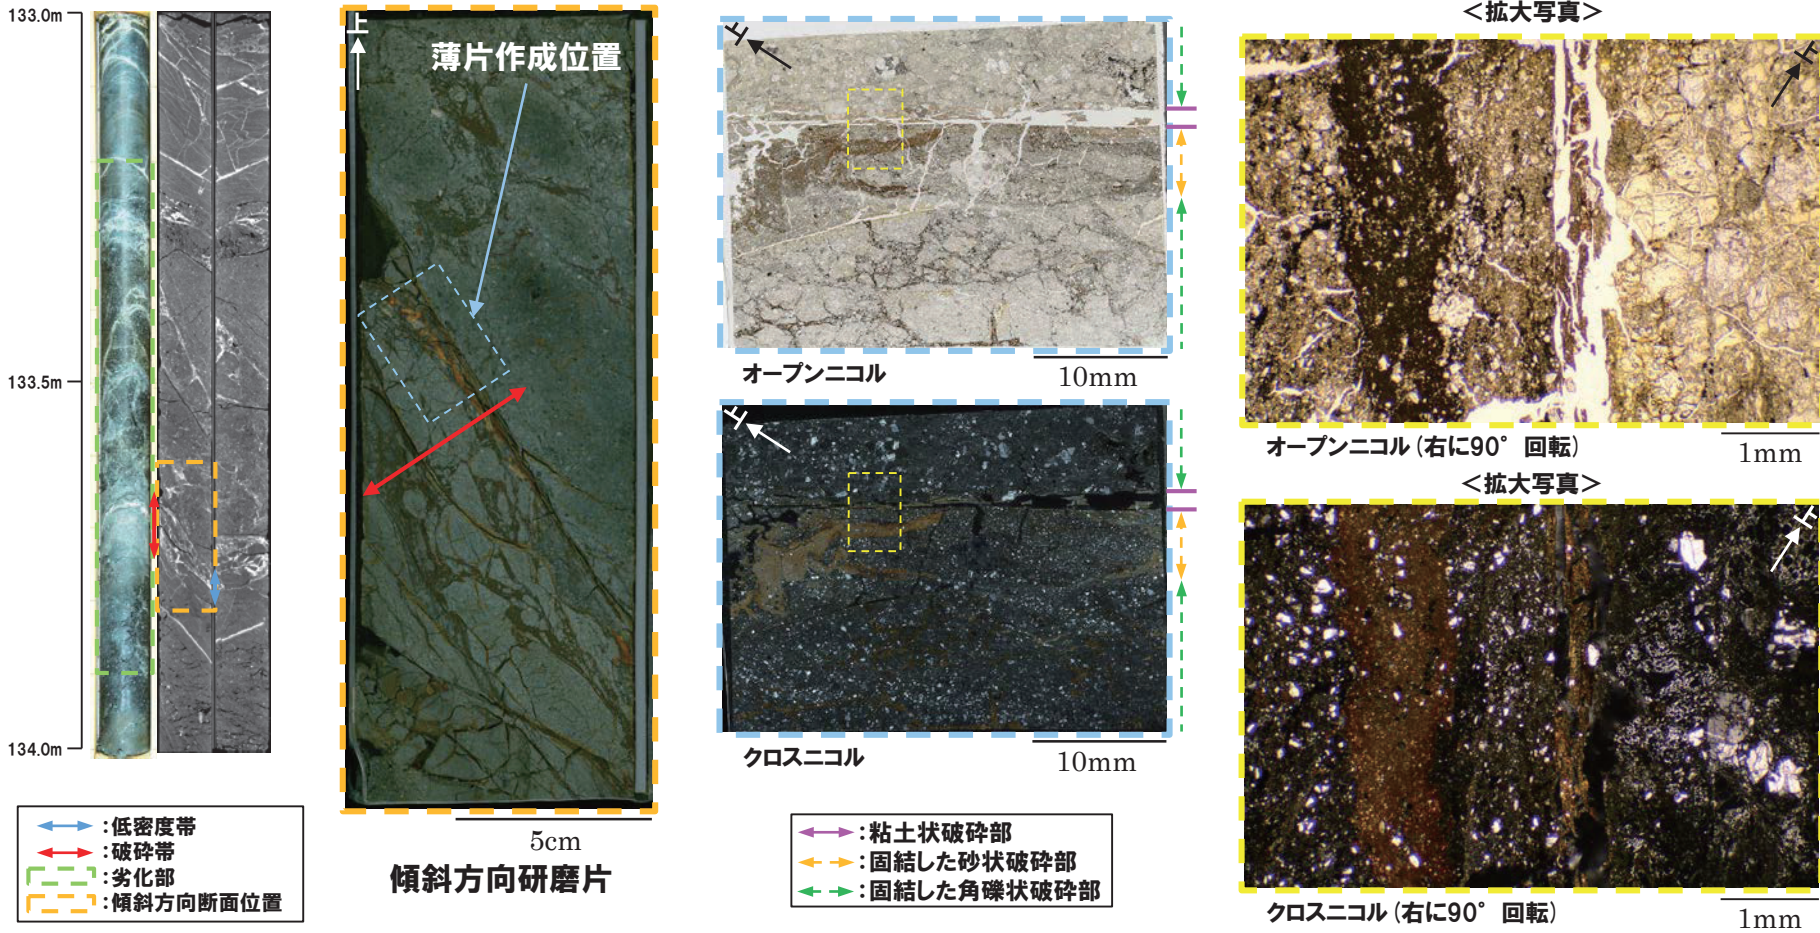 133.0m
133.5m
134.0m
:低密度帯
:破砕帯
:劣化部
:傾斜方向断面位置
上
薄片作成位置
5cm
傾斜方向研磨片
上
オープンニコル
10mm
上
クロスニコル
10mm
:粘土状破砕部
:固結した砂状破砕部
:固結した角礫状破砕部
<拡大写真>
上
オープンニコル (右に90° 回転)
1mm
<拡大写真>
上
クロスニコル (右に90° 回転)
1mm